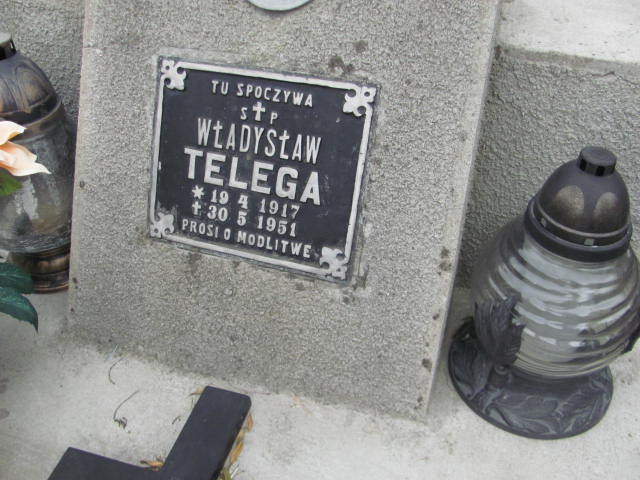 TU SPOCZYWA
S✝P
WŁADYSŁAW
TELEGA
* 19 4 1917
✝ 30 5 1951
PROSI O MODLITWE